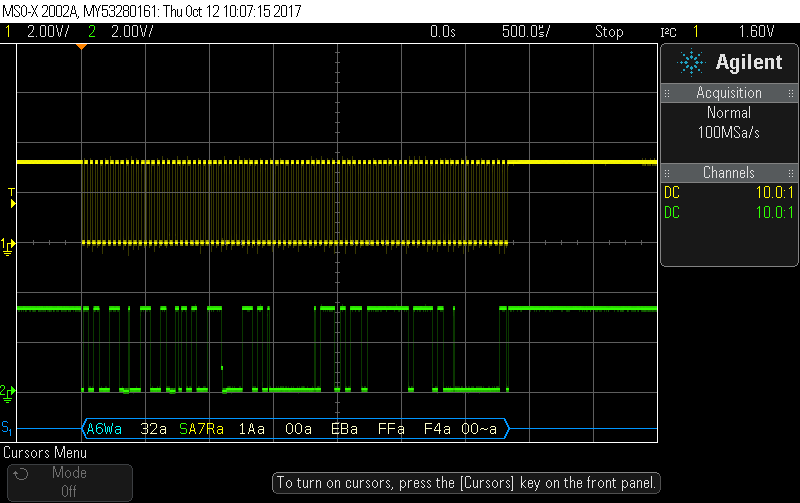 MSO-X 2002A, MY53280161: Thu Oct 12 10:07:15 2017
1 2.00V/ 2 2.00V/ 0.0s 500.0㎲/ Stop I²C 1 1.60V
Agilent
Acquisition
Normal
100MSa/s
Channels
DC 10.0:1
DC 10.0:1
T
1
2
S1 A6Wa 32a SA7Ra 1Aa 00a EBa FFa F4a 00~a
Cursors Menu
Mode
Off
To turn on cursors, press the [Cursors] key on the front panel.